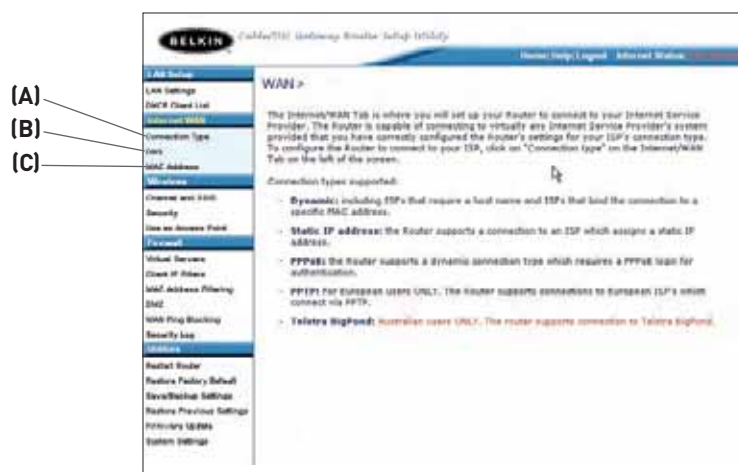 BELKIN Cable/DSL Gateway Router Setup Utility
Home|Help|Logout Internet Status:
(A)
(B)
(C)
LAN Setup
LAN Settings
DHCP Client List
Internet WAN
Connection Type
DNS
MAC Address
Wireless
Channel and SSID
Security
Use as Access Point
Firewall
Virtual Servers
Client IP Filters
MAC Address Filtering
DMZ
WAN Ping Blocking
Security Log
Utilities
Restart Router
Restore Factory Default
Save/Backup Settings
Restore Previous Settings
Firmware Update
System Settings
WAN >
The Internet/WAN Tab is where you will set up your Router to connect to your Internet Service
Provider. The Router is capable of connecting to virtually any Internet Service Provider's system
provided that you have correctly configured the Router's settings for your ISP's connection type.
To configure the Router to connect to your ISP, click on "Connection type" on the Internet/WAN
Tab on the left of the screen.
Connection types supported:
- Dynamic: including ISPs that require a host name and ISPs that bind the connection to a
specific MAC address.
- Static IP address: the Router supports a connection to an ISP which assigns a static IP
address.
- PPPoE: the Router supports a dynamic connection type which requires a PPPoE login for
authentication.
- PPTP: For European users ONLY. The Router supports connections to European ISP's which
connect via PPTP.
- Telstra BigPond: Australian users ONLY. The router supports connection to Telstra BigPond.